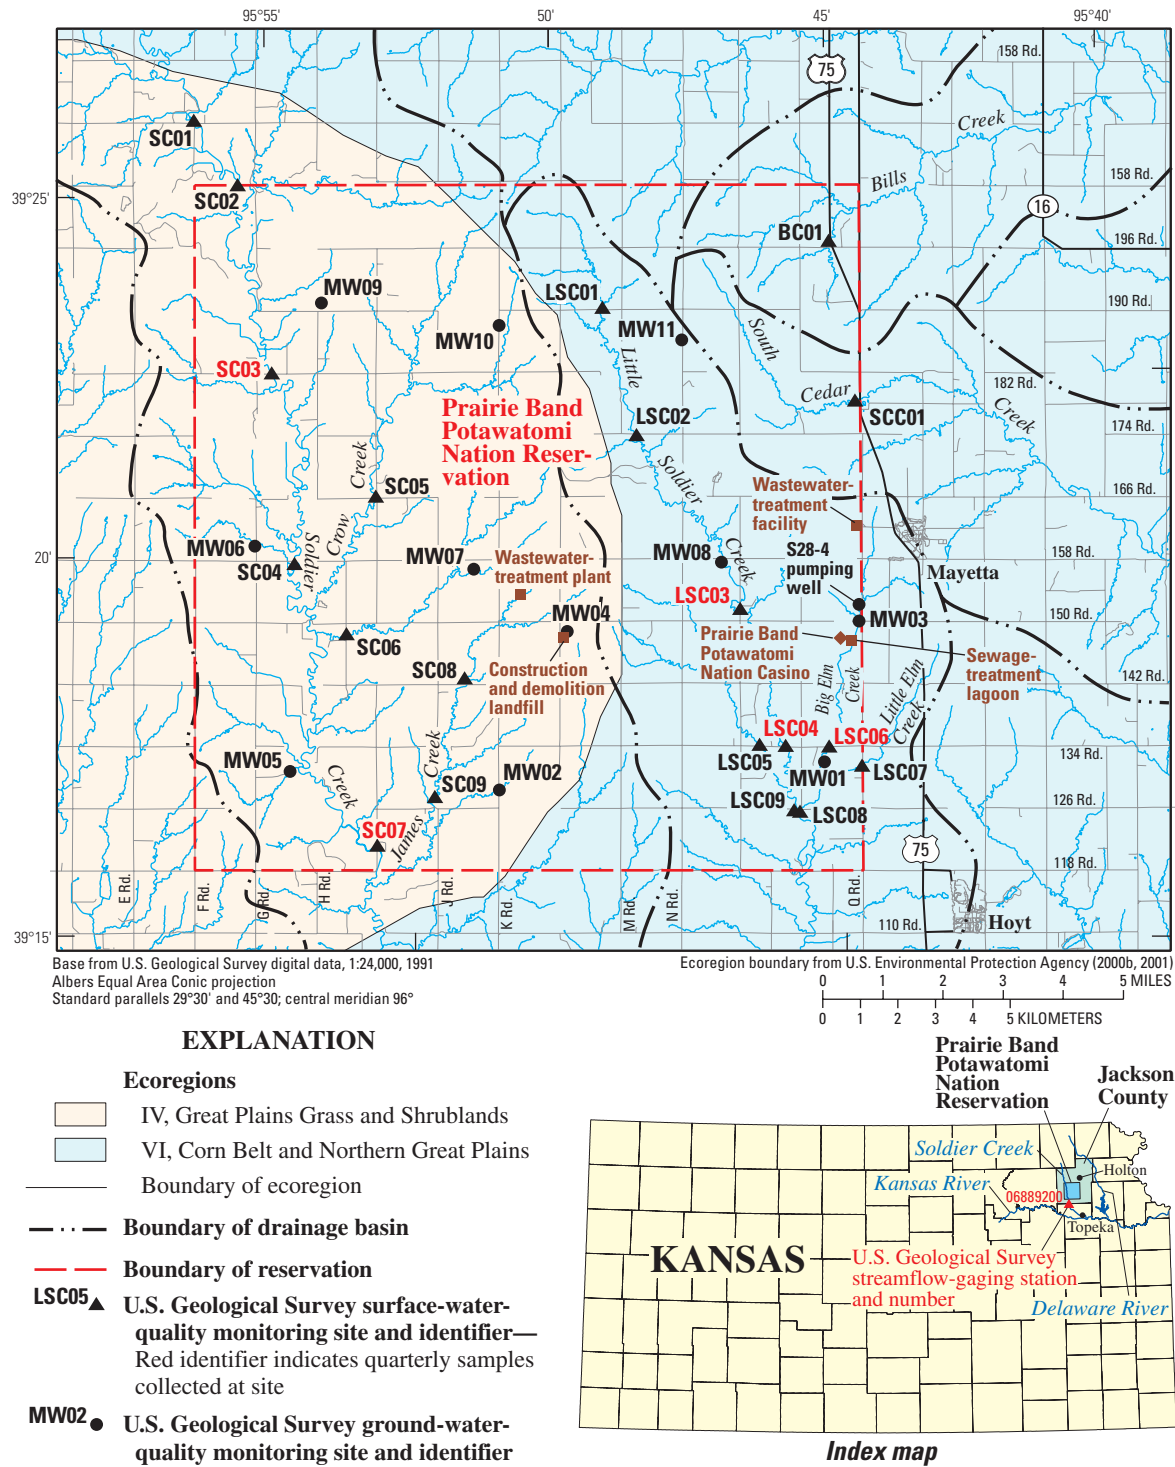 95°55'
50'
45'
95°40'
158 Rd.
75
SC01
Creek
158 Rd.
Bills
39°25'
SC02
16
BC01
196 Rd.
MW09
LSC01
190 Rd.
MW10
MW11
South
Little
SC03
182 Rd.
Cedar
Creek
Prairie Band
Potawatomi
Nation Reser-
vation
LSC02
SCC01
174 Rd.
Creek
Soldier
SC05
Wastewater-
treatment
facility
166 Rd.
Crow
Soldier
MW06
20'
SC04
MW07
Wastewater-
treatment plant
MW08
Creek
S28-4
pumping
well
158 Rd.
Mayetta
LSC03
MW04
MW03
150 Rd.
SC06
Prairie Band
Potawatomi
Nation Casino
Sewage-
treatment
lagoon
SC08
Construction
and demolition
landfill
Big Elm
Creek
Little Elm
Creek
142 Rd.
LSC04
LSC06
134 Rd.
MW05
Creek
Creek
MW02
LSC05
MW01
LSC07
SC09
126 Rd.
LSC09
LSC08
SC07
James
75
118 Rd.
E Rd.
F Rd.
G Rd.
H Rd.
J Rd.
K Rd.
M Rd.
N Rd.
Q Rd.
110 Rd.
Hoyt
39°15'
Base from U.S. Geological Survey digital data, 1:24,000, 1991
Albers Equal Area Conic projection
Standard parallels 29°30' and 45°30; central meridian 96°
Ecoregion boundary from U.S. Environmental Protection Agency (2000b, 2001)
0 1 2 3 4 5 MILES
0 1 2 3 4 5 KILOMETERS
EXPLANATION
Ecoregions
IV, Great Plains Grass and Shrublands
VI, Corn Belt and Northern Great Plains
Boundary of ecoregion
Boundary of drainage basin
Boundary of reservation
LSC05 U.S. Geological Survey surface-water-
quality monitoring site and identifier—
Red identifier indicates quarterly samples
collected at site
MW02 U.S. Geological Survey ground-water-
quality monitoring site and identifier
Prairie Band
Potawatomi
Nation
Reservation
Jackson
County
Soldier Creek
Holton
Kansas River
06889200
Topeka
KANSAS
U.S. Geological Survey
streamflow-gaging station
and number
Delaware River
Index map